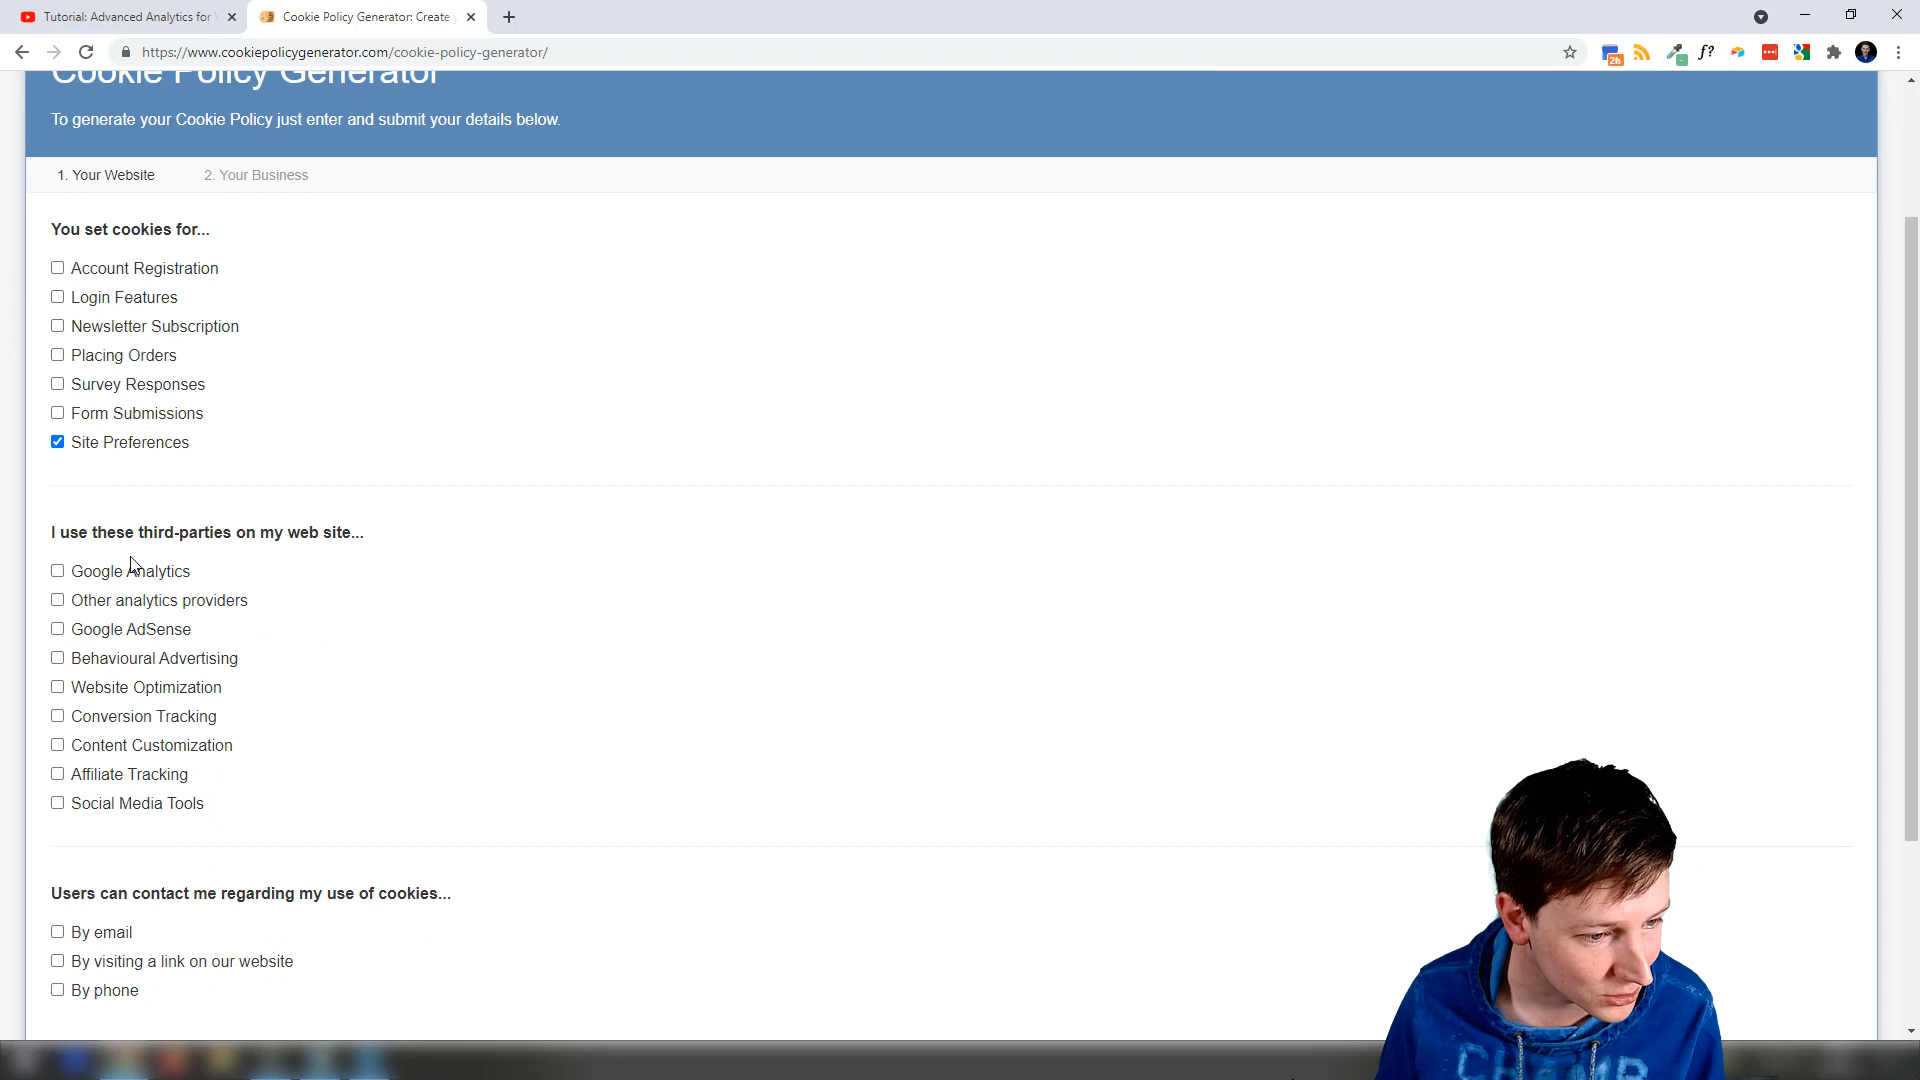 Tutorial: Advanced Analytics for
Cookie Policy Generator: Create
https://www.cookiepolicygenerator.com/cookie-policy-generator/
2h
f?
Cookie Policy Generator
To generate your Cookie Policy just enter and submit your details below.
1. Your Website
2. Your Business
You set cookies for...
Account Registration
Login Features
Newsletter Subscription
Placing Orders
Survey Responses
Form Submissions
Site Preferences
I use these third-parties on my web site...
Google Analytics
Other analytics providers
Google AdSense
Behavioural Advertising
Website Optimization
Conversion Tracking
Content Customization
Affiliate Tracking
Social Media Tools
Users can contact me regarding my use of cookies...
By email
By visiting a link on our website
By phone